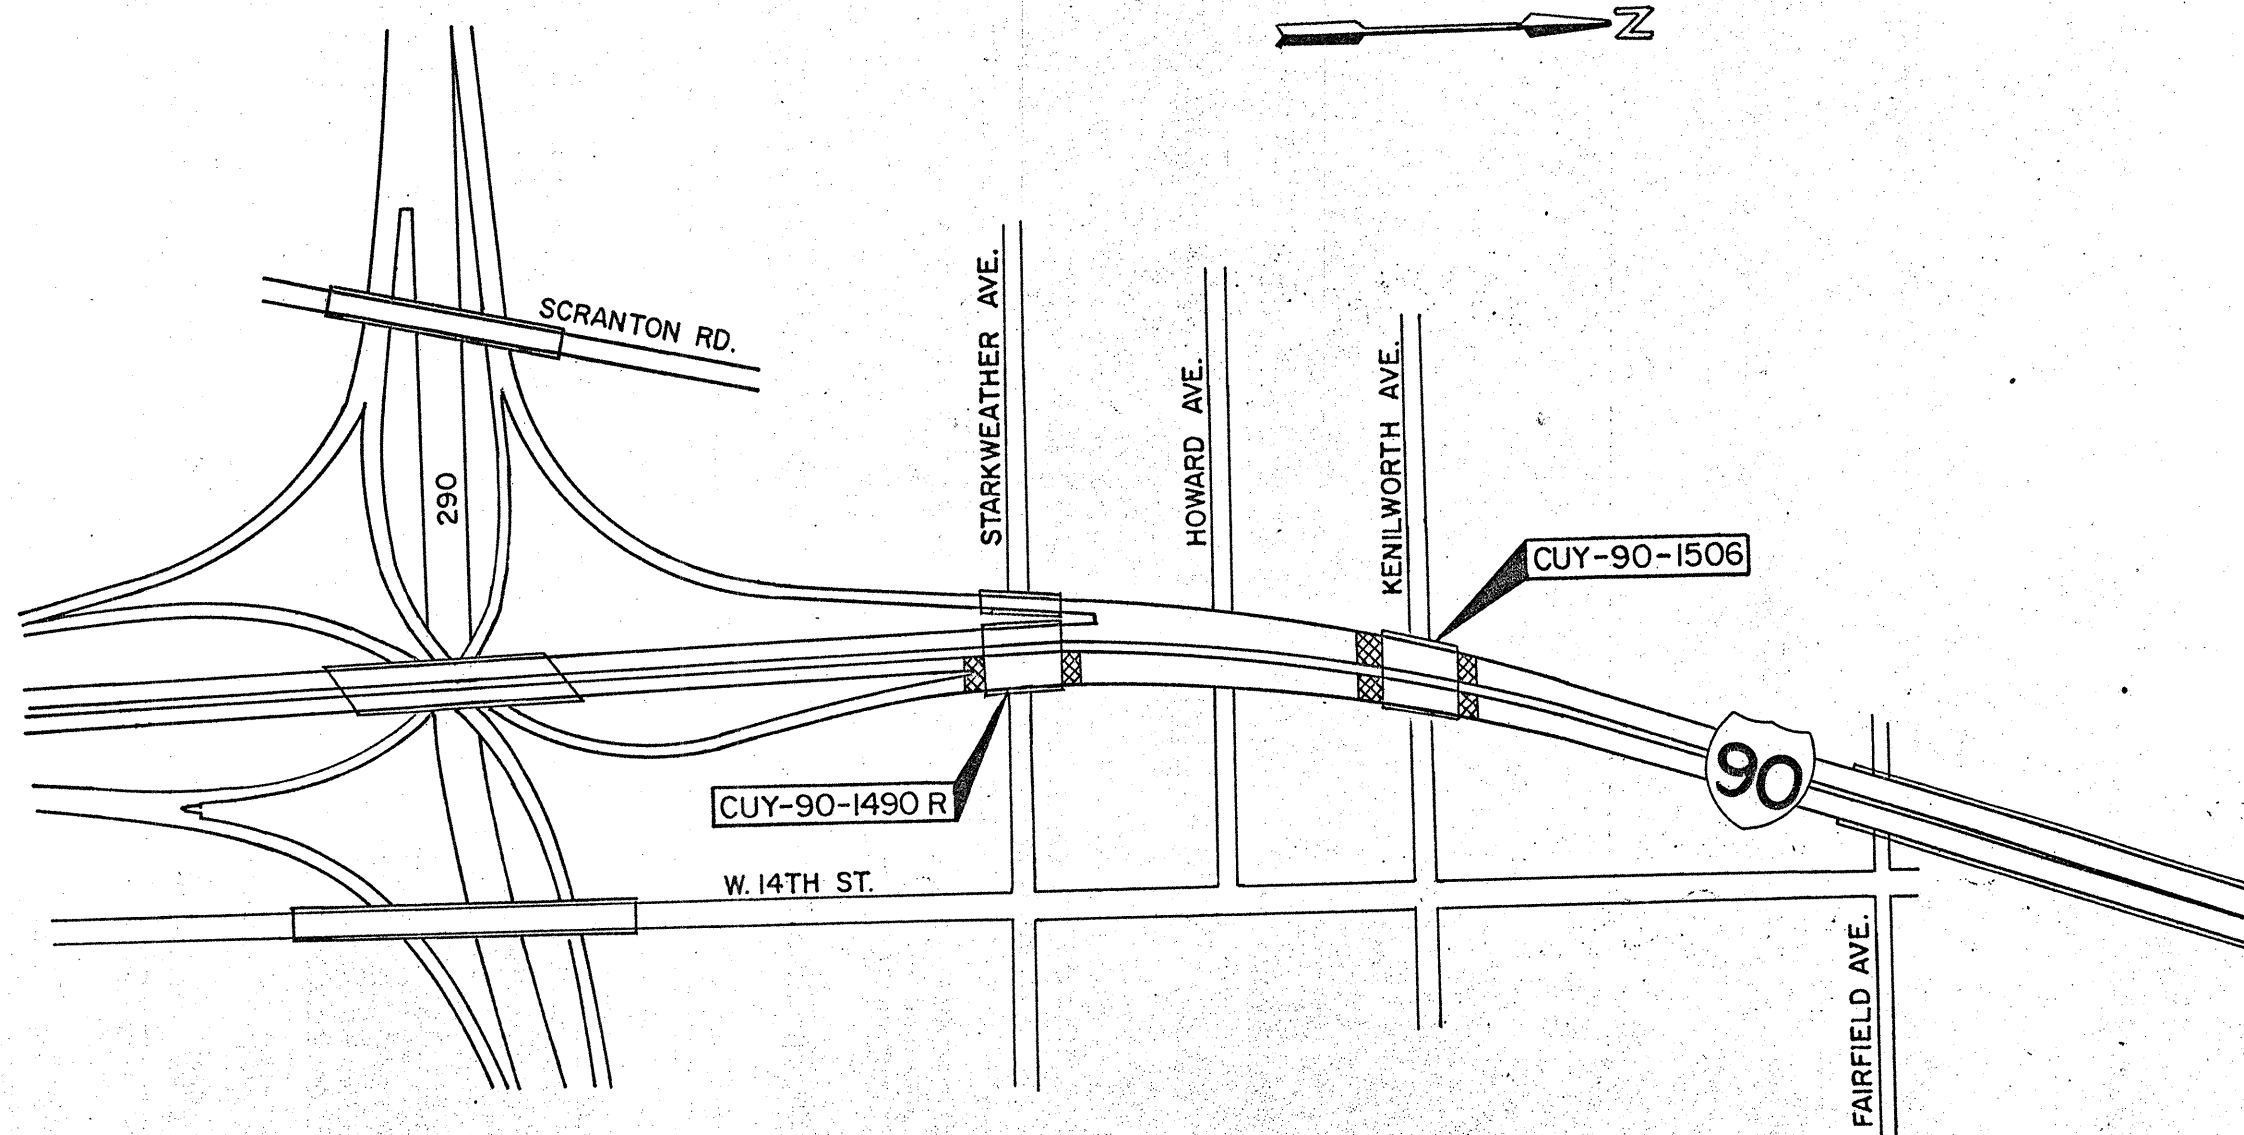 N
SCRANTON RD.
STARKWEATHER AVE.
HOWARD AVE.
KENILWORTH AVE.
290
CUY-90-1506
90
CUY-90-1490 R
W. 14TH ST.
FAIRFIELD AVE.